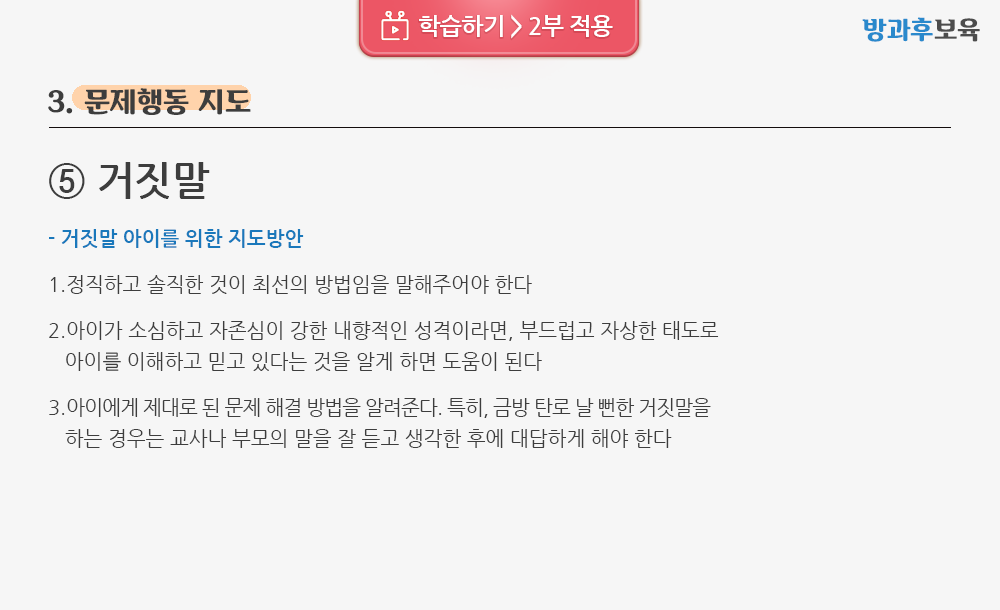 학습하기 > 2부 적용
방과후보육
3. 문제행동 지도
⑤ 거짓말
- 거짓말 아이를 위한 지도방안
1.정직하고 솔직한 것이 최선의 방법임을 말해주어야 한다
2.아이가 소심하고 자존심이 강한 내향적인 성격이라면, 부드럽고 자상한 태도로
아이를 이해하고 믿고 있다는 것을 알게 하면 도움이 된다
3.아이에게 제대로 된 문제 해결 방법을 알려준다. 특히, 금방 탄로 날 뻔한 거짓말을
하는 경우는 교사나 부모의 말을 잘 듣고 생각한 후에 대답하게 해야 한다